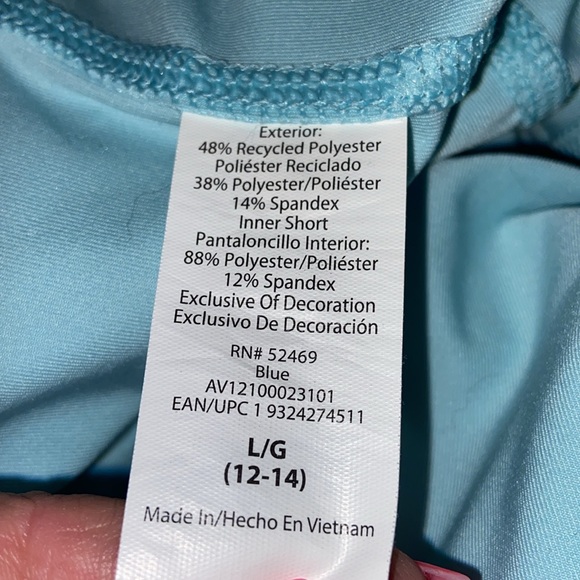 Exterior:
48% Recycled Polyester
Poliéster Reciclado
38% Polyester/Poliéster
14% Spandex
Inner Short
Pantaloncillo Interior:
88% Polyester/Poliéster
12% Spandex
Exclusive Of Decoration
Exclusivo De Decoración
RN# 52469
Blue
AV12100023101
EAN/UPC 1 9324274511
L/G
(12-14)
Made In/Hecho En Vietnam